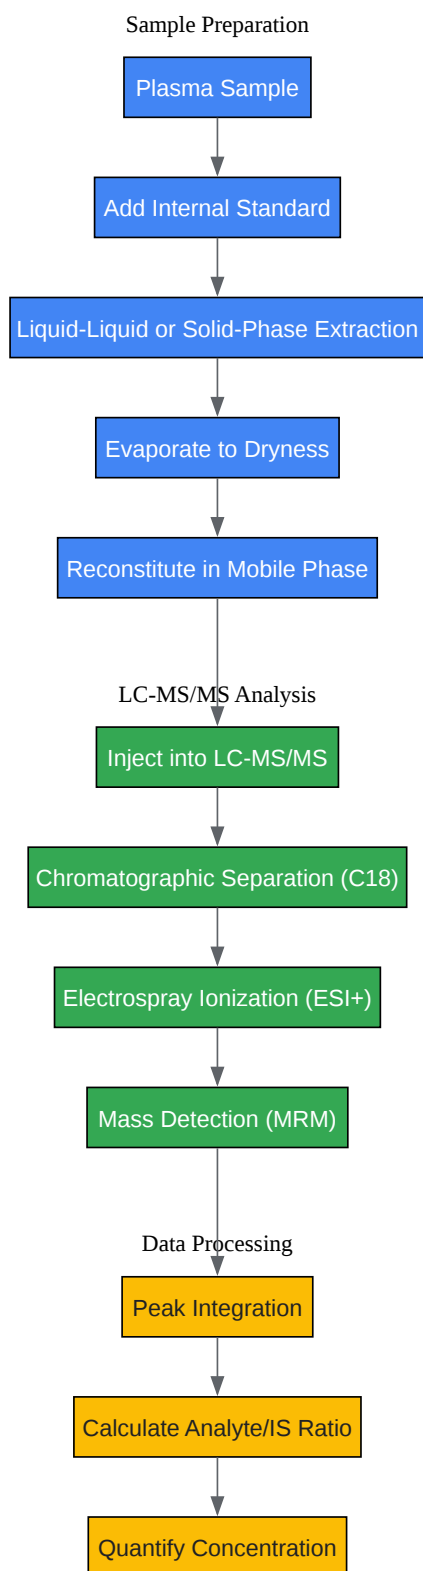 Sample Preparation
Plasma Sample
Add Internal Standard
Liquid-Liquid or Solid-Phase Extraction
Evaporate to Dryness
Reconstitute in Mobile Phase
LC-MS/MS Analysis
Inject into LC-MS/MS
Chromatographic Separation (C18)
Electrospray Ionization (ESI+)
Mass Detection (MRM)
Data Processing
Peak Integration
Calculate Analyte/IS Ratio
Quantify Concentration